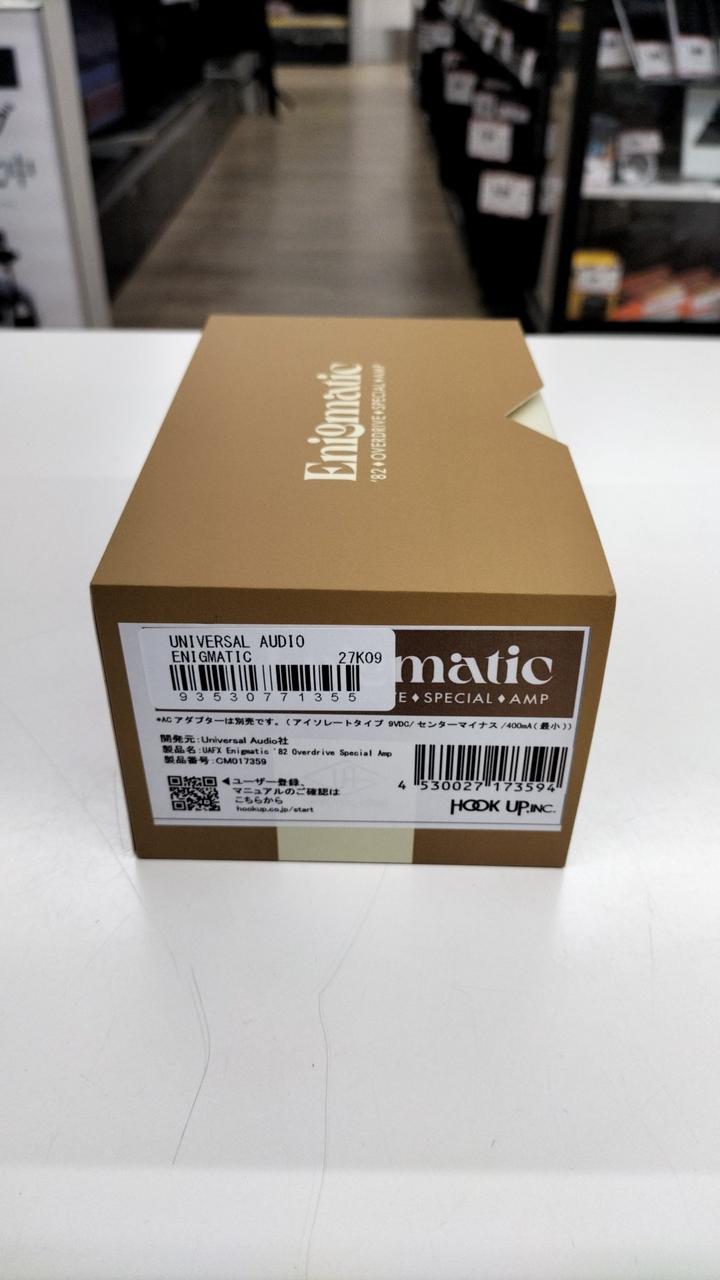 Enigmatic
'82♦OVERDRIVE♦SPECIAL♦AMP
UNIVERSAL AUDIO
ENIGMATIC 27K09
93530771355
matic
E♦SPECIAL♦AMP
*ACアダプターは別売です。(アイソレートタイプ 9VDC/センターマイナス/400mA(最小))
開発元:Universal Audio社
製品名:UAFX Enigmatic '82 Overdrive Special Amp
製品番号:CM017359
◀ユーザー登録、
マニュアルのご確認は
こちらから
hookup.co.jp/start
4 530027 173594
HOOK UP,INC.